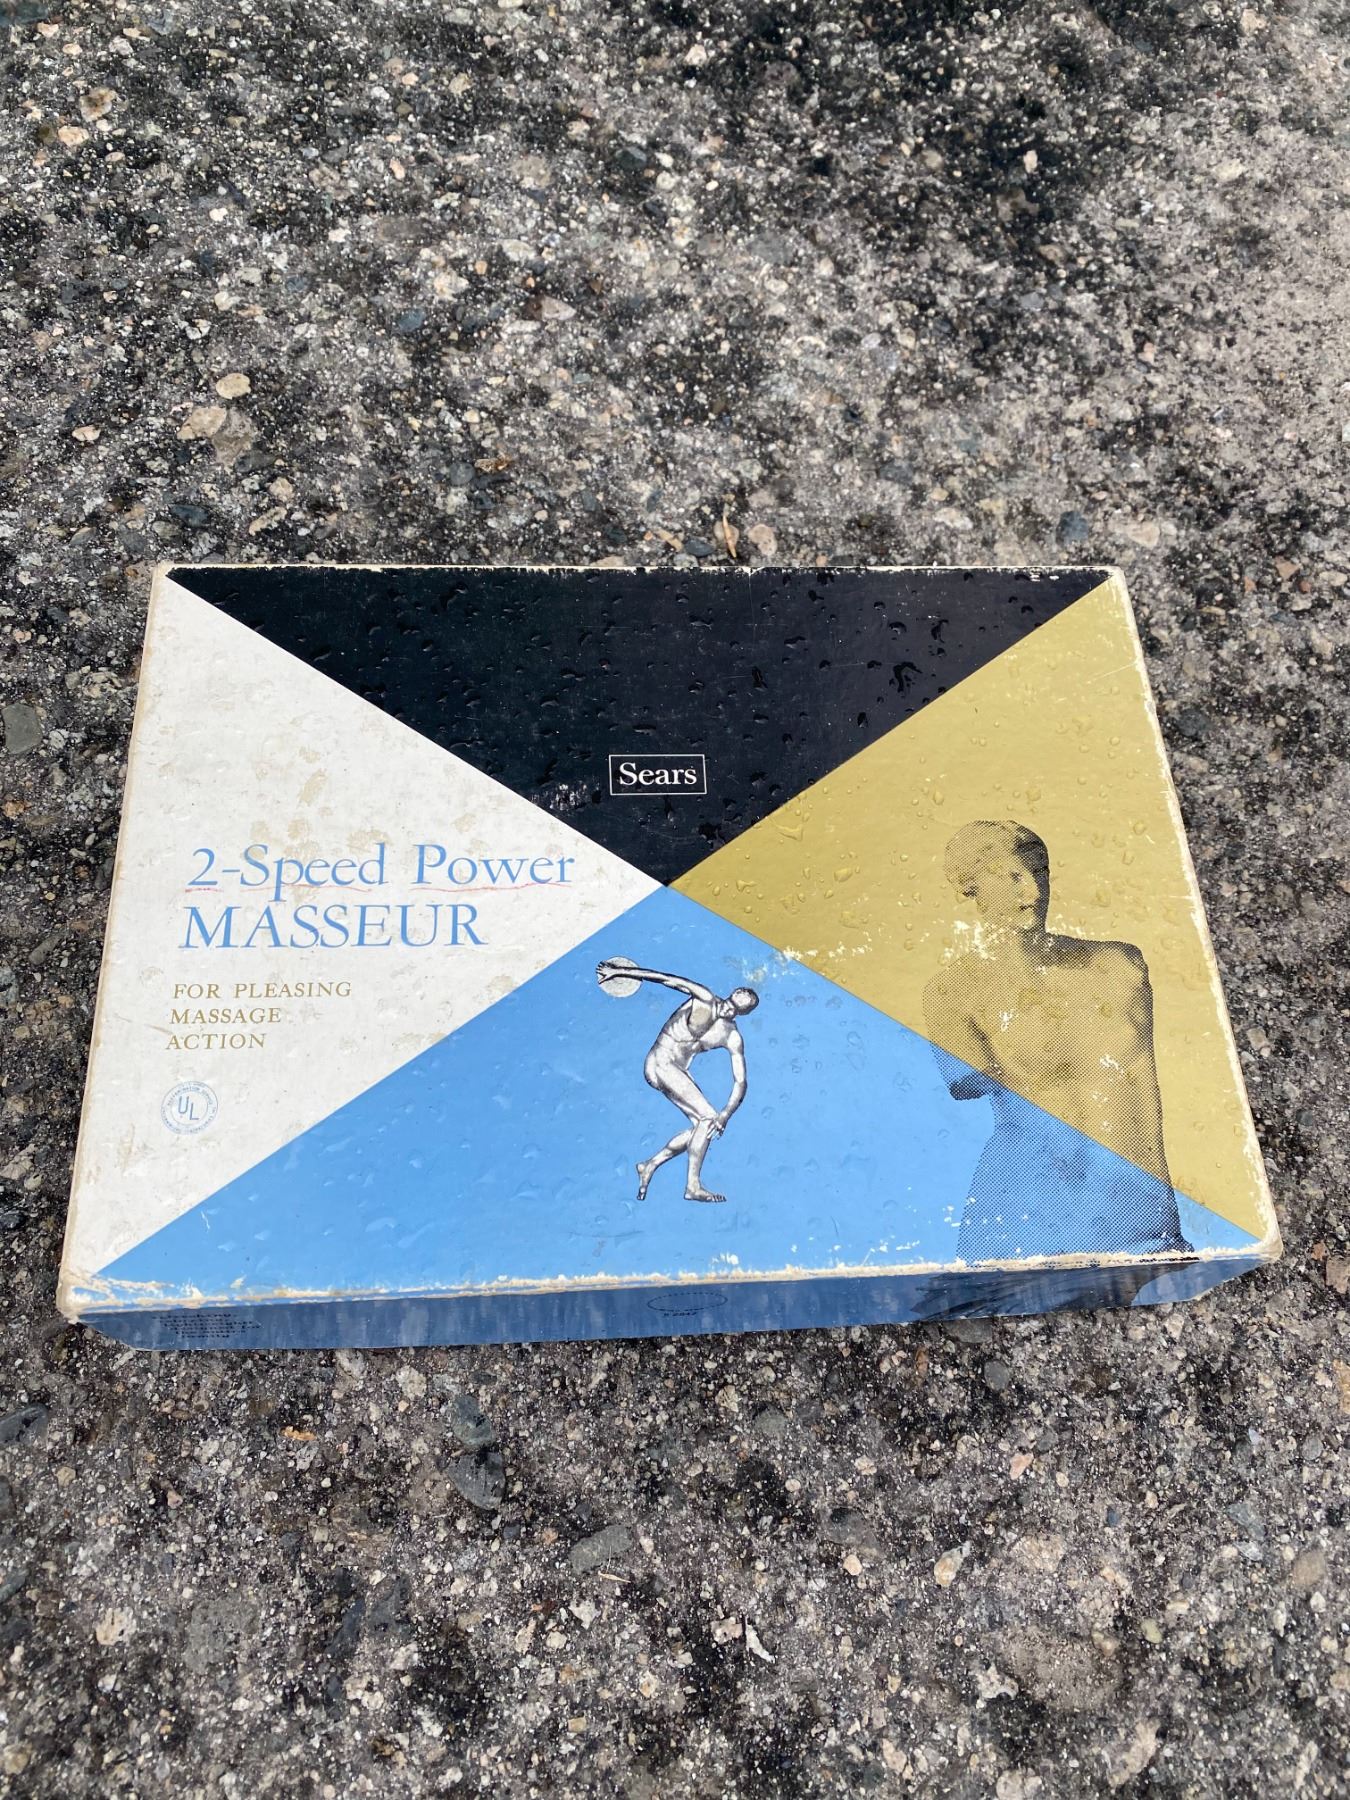 Sears
2-Speed Power
MASSEUR
FOR PLEASING
MASSAGE
ACTION
UL